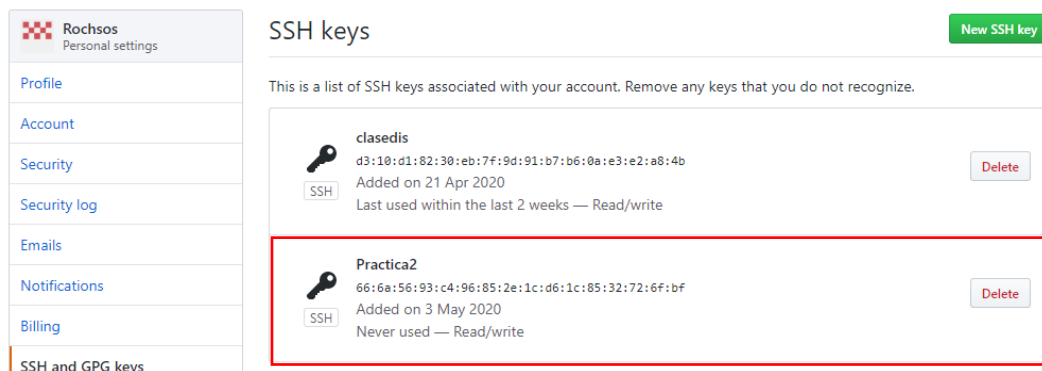 Rochsos
Personal settings
Profile
Account
Security
Security log
Emails
Notifications
Billing
SSH and GPG keys
SSH keys
New SSH key
This is a list of SSH keys associated with your account. Remove any keys that you do not recognize.
clasedis
d3:10:d1:82:30:eb:7f:9d:91:b7:b6:0a:e3:e2:a8:4b
SSH
Added on 21 Apr 2020
Last used within the last 2 weeks — Read/write
Delete
Practica2
66:6a:56:93:c4:96:85:2e:1c:d6:1c:85:32:72:6f:bf
SSH
Added on 3 May 2020
Never used — Read/write
Delete